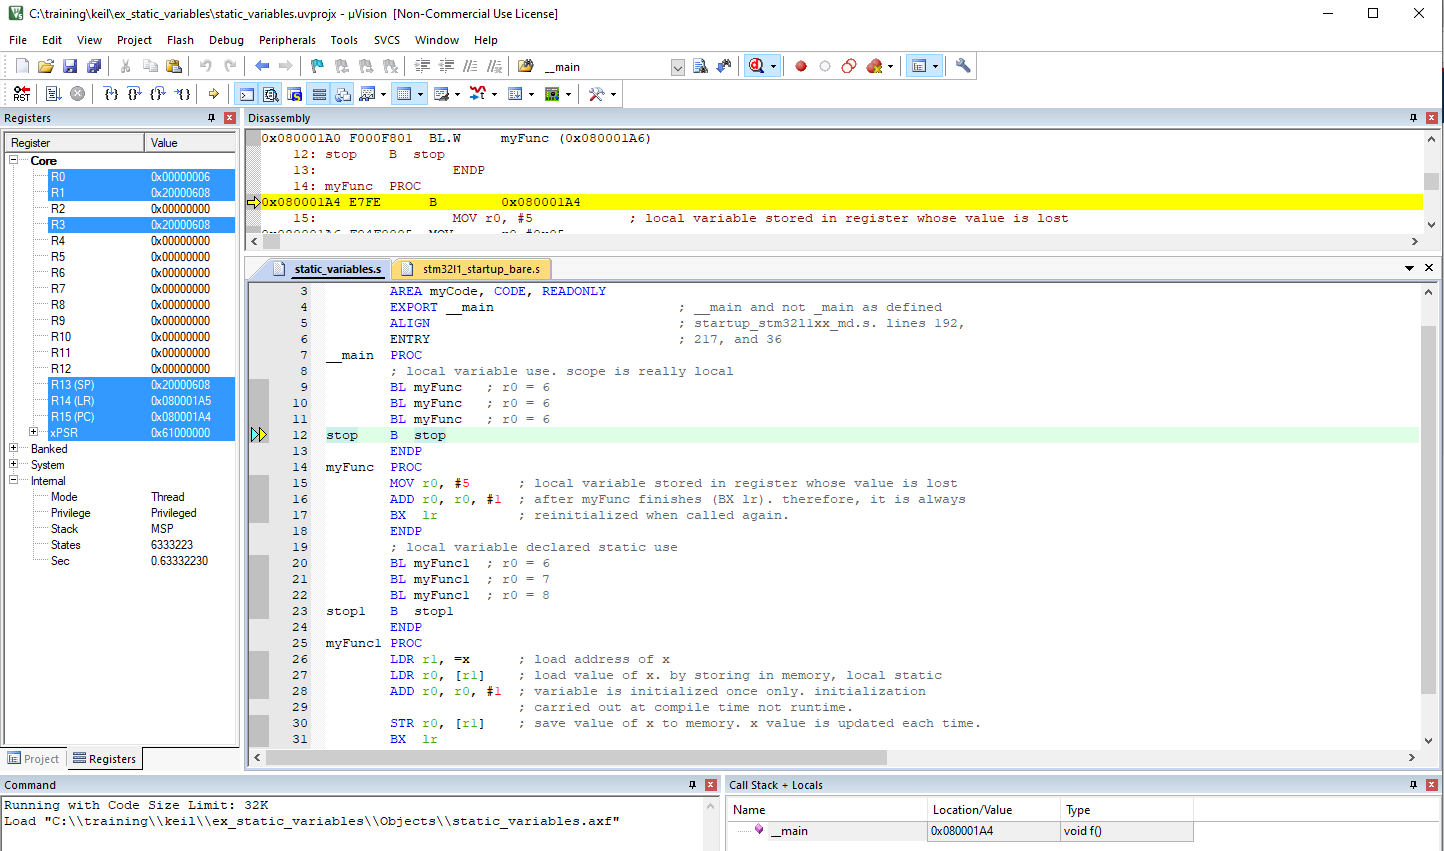 C:\training\keil\ex_static_variables\static_variables.uvprojx - µVision  [Non-Commercial Use License]
File Edit View Project Flash Debug Peripherals Tools SVCS Window Help
__main
RST
Registers
Register Value
Core
R0 0x00000006
R1 0x20000608
R2 0x00000000
R3 0x20000608
R4 0x00000000
R5 0x00000000
R6 0x00000000
R7 0x00000000
R8 0x00000000
R9 0x00000000
R10 0x00000000
R11 0x00000000
R12 0x00000000
R13 (SP) 0x20000608
R14 (LR) 0x080001A5
R15 (PC) 0x080001A4
xPSR 0x61000000
Banked
System
Internal
Mode Thread
Privilege Privileged
Stack MSP
States 6333223
Sec 0.63332230
Project Registers
Disassembly
0x080001A0 F000F801  BL.W     myFunc (0x080001A6)
12: stop    B  stop
13:                 ENDP
14: myFunc  PROC
0x080001A4 E7FE      B        0x080001A4
15:                 MOV r0, #5            ; local variable stored in register whose value is lost
static_variables.s stm32l1_startup_bare.s
3 AREA myCode, CODE, READONLY
4 EXPORT __main ; __main and not _main as defined
5 ALIGN ; startup_stm32l1xx_md.s. lines 192,
6 ENTRY ; 217, and 36
7 __main PROC
8 ; local variable use. scope is really local
9 BL myFunc ; r0 = 6
10 BL myFunc ; r0 = 6
11 BL myFunc ; r0 = 6
12 stop B stop
13 ENDP
14 myFunc PROC
15 MOV r0, #5 ; local variable stored in register whose value is lost
16 ADD r0, r0, #1 ; after myFunc finishes (BX lr). therefore, it is always
17 BX lr ; reinitialized when called again.
18 ENDP
19 ; local variable declared static use
20 BL myFunc1 ; r0 = 6
21 BL myFunc1 ; r0 = 7
22 BL myFunc1 ; r0 = 8
23 stop1 B stop1
24 ENDP
25 myFunc1 PROC
26 LDR r1, =x ; load address of x
27 LDR r0, [r1] ; load value of x. by storing in memory, local static
28 ADD r0, r0, #1 ; variable is initialized once only. initialization
29 ; carried out at compile time not runtime.
30 STR r0, [r1] ; save value of x to memory. x value is updated each time.
31 BX lr
Command
Running with Code Size Limit: 32K
Load "C:\\training\\keil\\ex_static_variables\\Objects\\static_variables.axf"
Call Stack + Locals
Name Location/Value Type
__main 0x080001A4 void f()